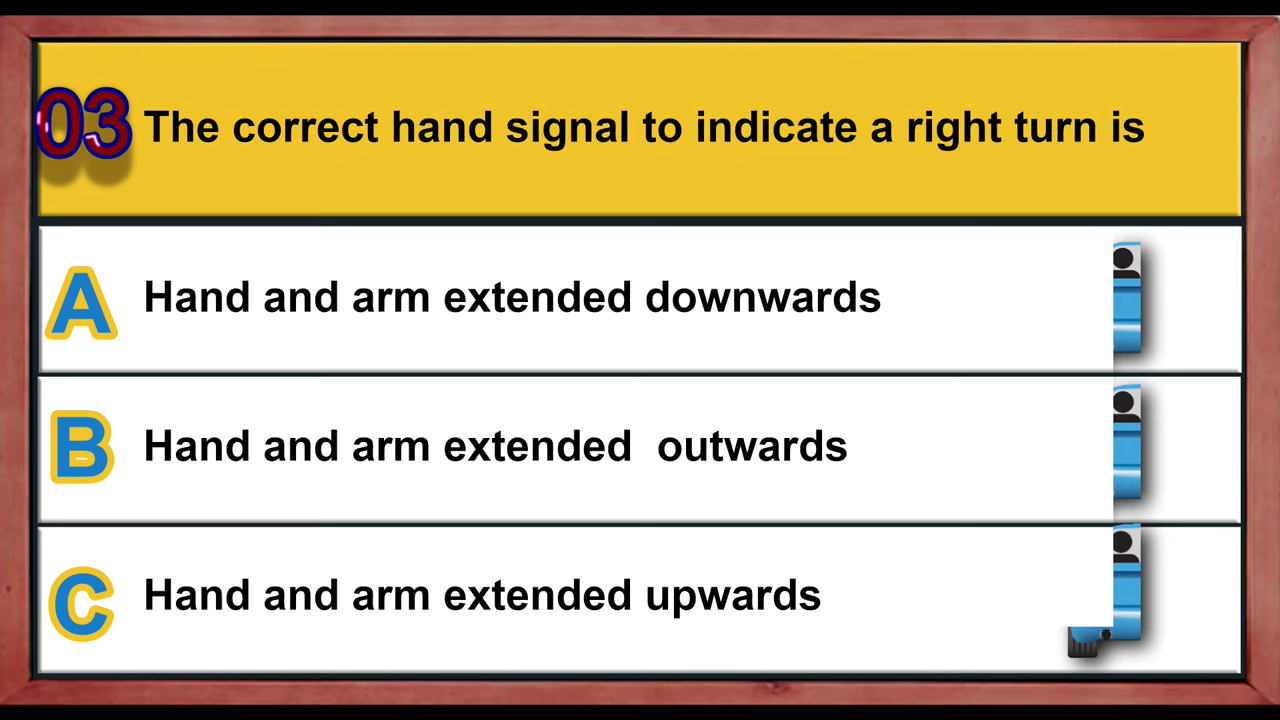 03 The correct hand signal to indicate a right turn is
A Hand and arm extended downwards
B Hand and arm extended outwards
C Hand and arm extended upwards